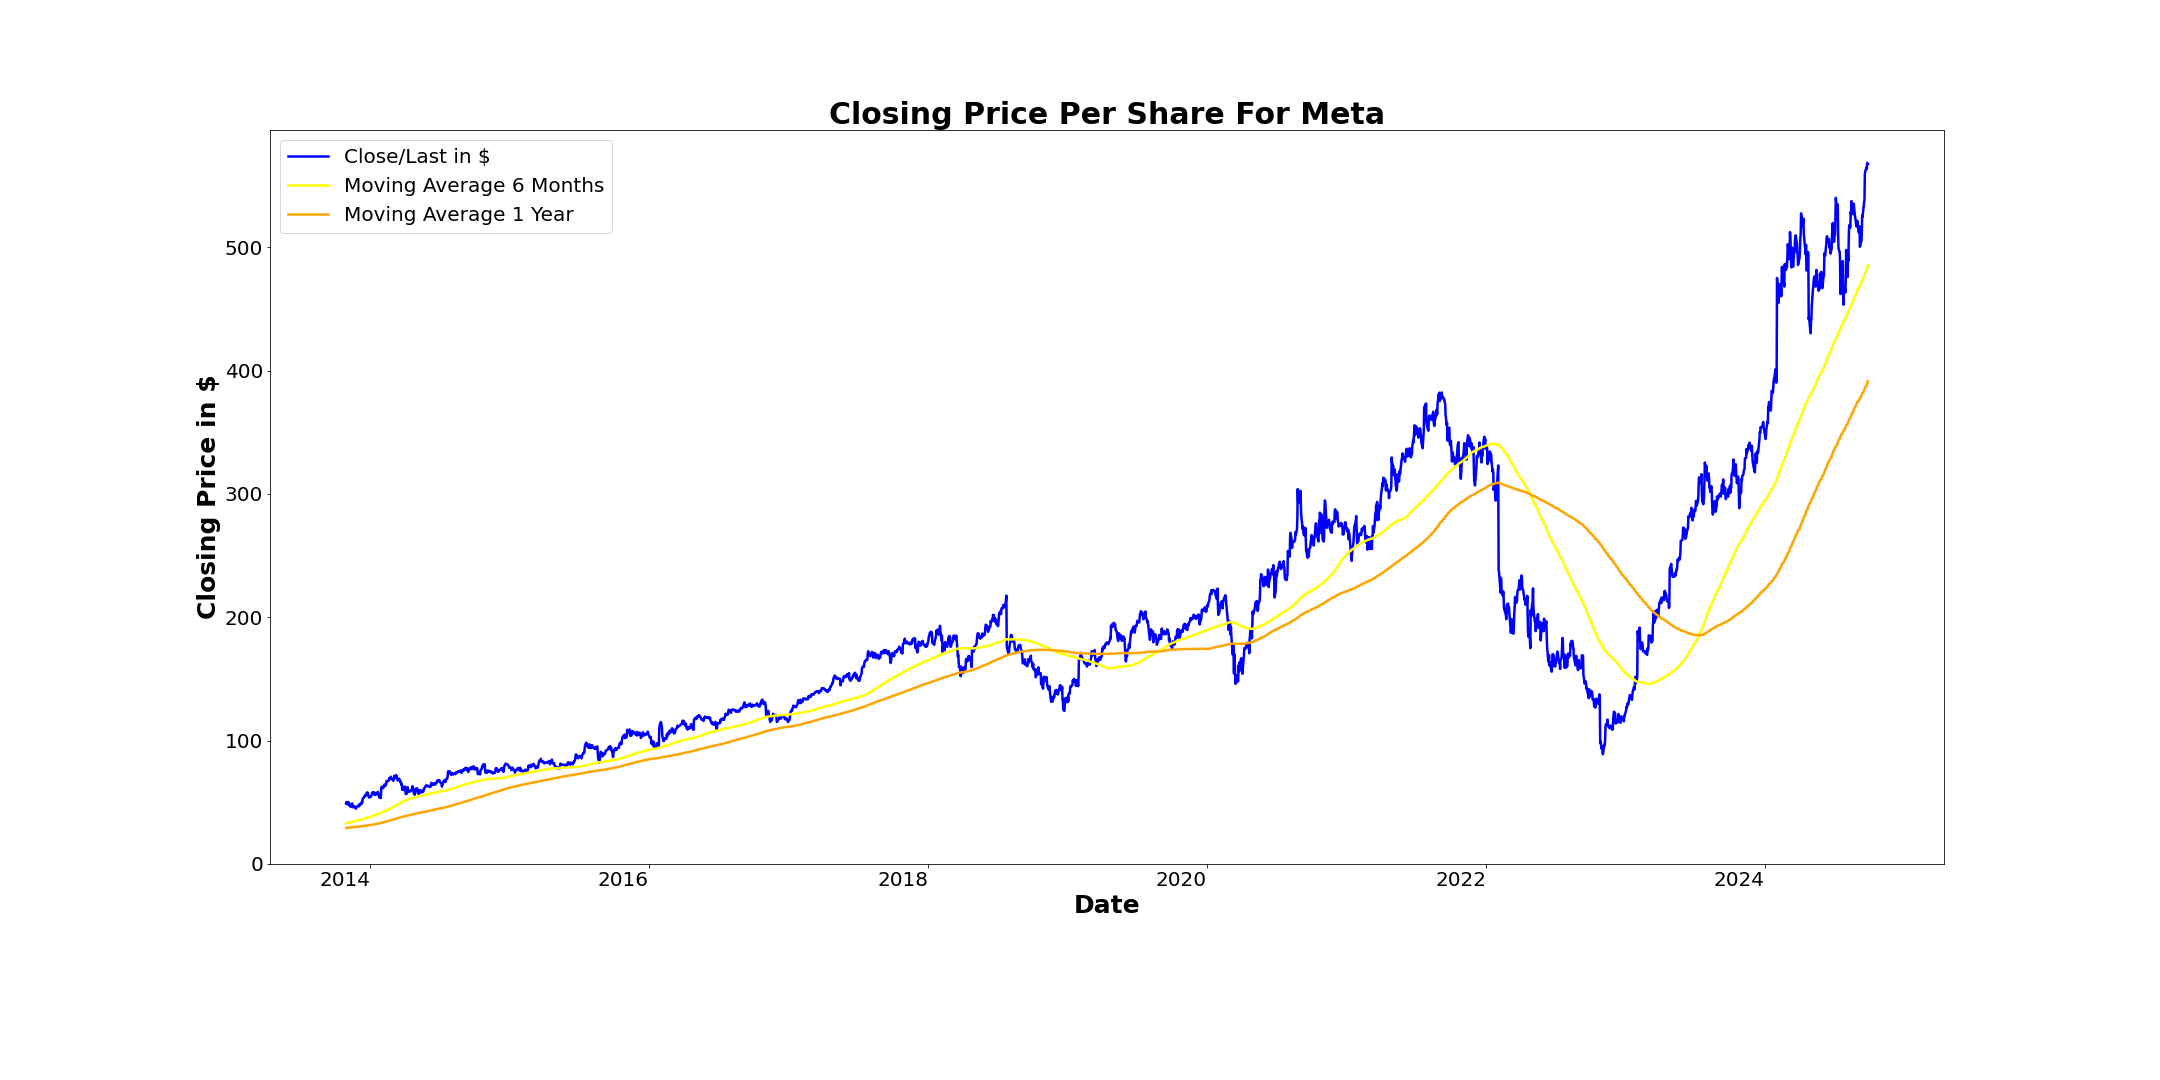 Closing Price Per Share For Meta
Close/Last in $
Moving Average 6 Months
Moving Average 1 Year
Closing Price in $
500
400
300
200
100
0
2014 2016 2018 2020 2022 2024
Date